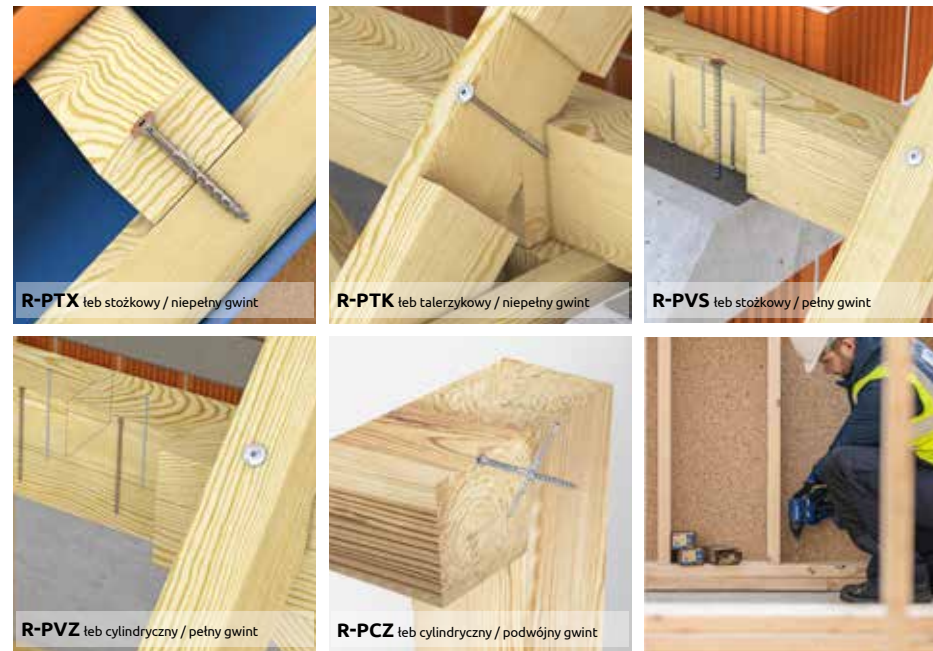 R-PTX łeb stożkowy / niepełny gwint
R-PTK łeb talerzykowy / niepełny gwint
R-PVS łeb stożkowy / pełny gwint
R-PVZ łeb cylindryczny / pełny gwint
R-PCZ łeb cylindryczny / podwójny gwint